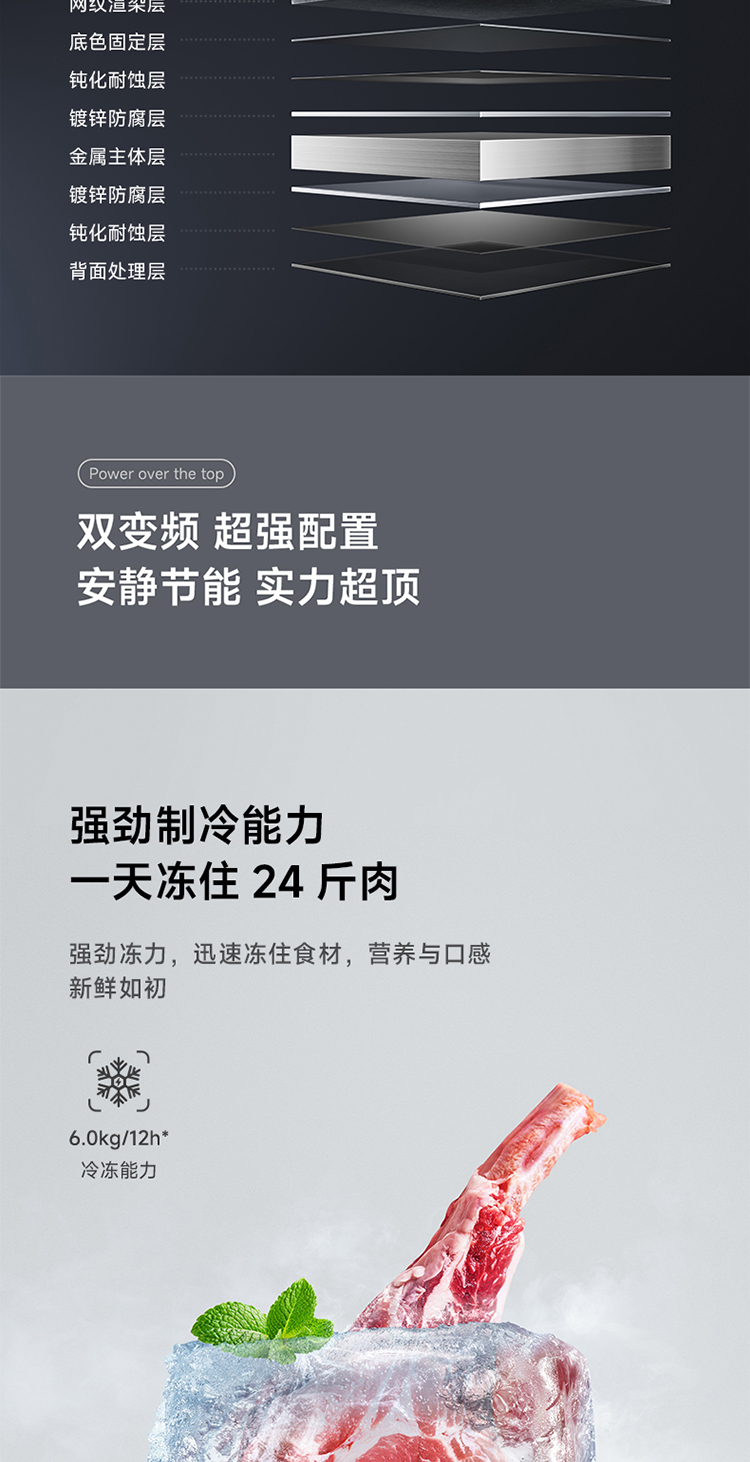 网纹渲染层
底色固定层
钝化耐蚀层
镀锌防腐层
金属主体层
镀锌防腐层
钝化耐蚀层
背面处理层
Power over the top
双变频 超强配置
安静节能 实力超顶
强劲制冷能力
一天冻住 24 斤肉
强劲冻力，迅速冻住食材，营养与口感
新鲜如初
6.0kg/12h*
冷冻能力